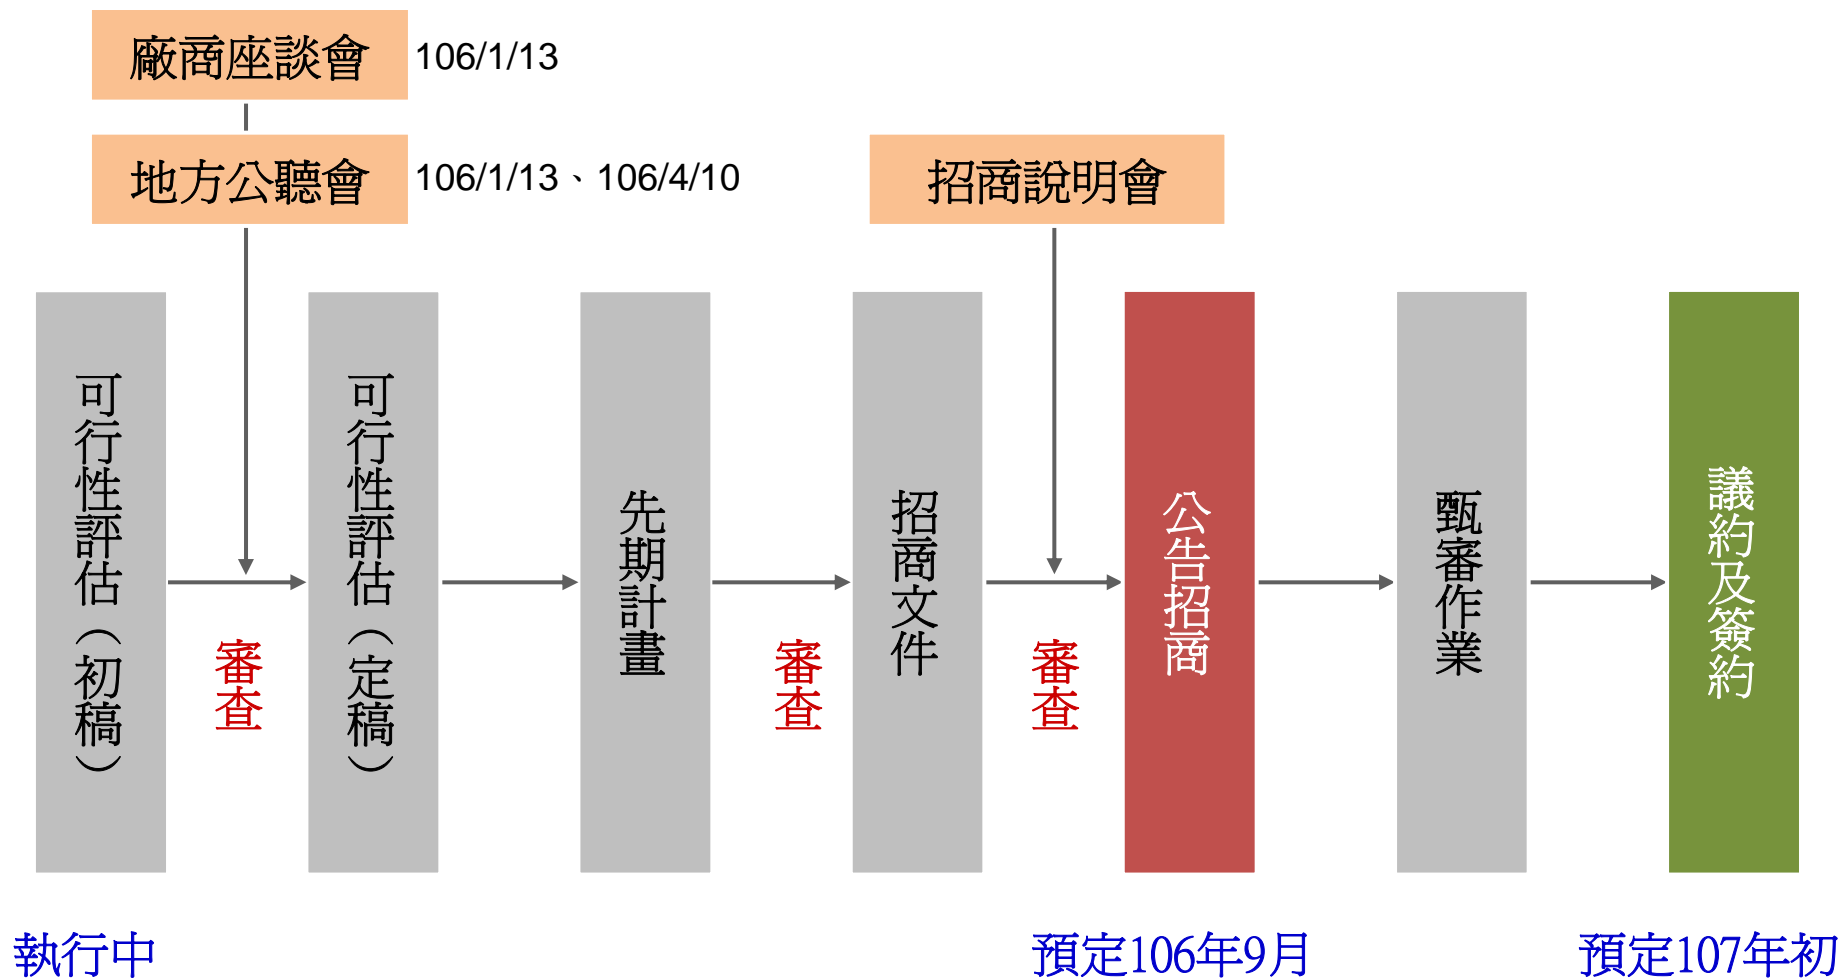 廠商座談會 106/1/13
地方公聽會 106/1/13、106/4/10
招商說明會
可行性評估（初稿）
審查
可行性評估（定稿）
先期計畫
審查
招商文件
審查
公告招商
甄審作業
議約及簽約
執行中
預定106年9月
預定107年初